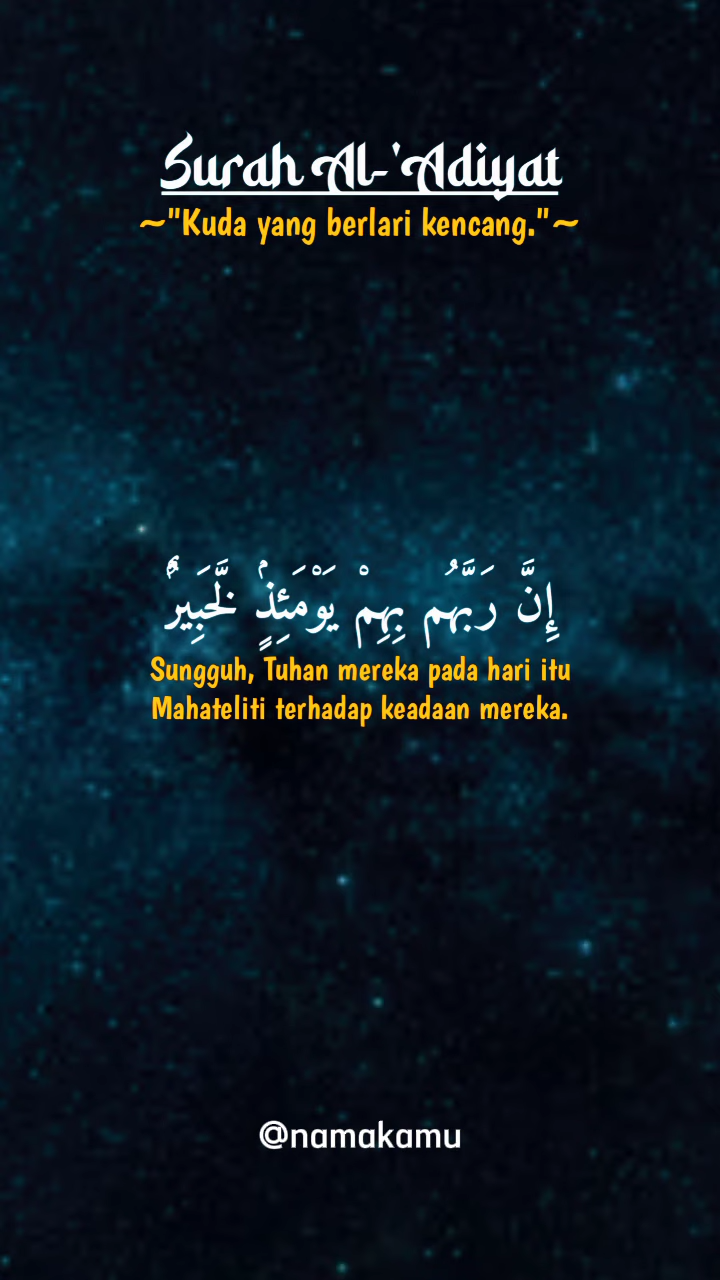 Surah Al-'Adiyat
~"Kuda yang berlari kencang."~
إِنَّ رَبَّهُم بِهِمْ يَوْمَئِذٍۢ لَّخَبِيرٌۢ
Sungguh, Tuhan mereka pada hari itu
Mahateliti terhadap keadaan mereka.
@namakamu